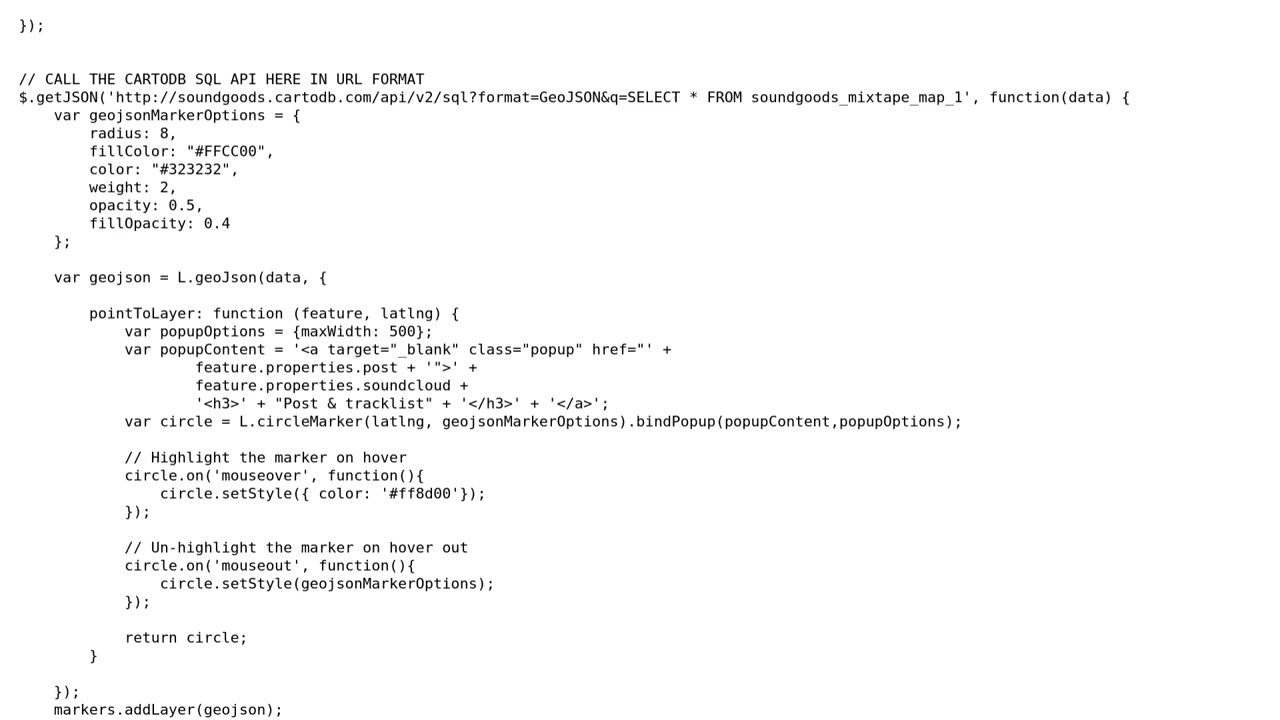 });
// CALL THE CARTODB SQL API HERE IN URL FORMAT
$.getJSON('http://soundgoods.cartodb.com/api/v2/sql?format=GeoJSON&q=SELECT * FROM soundgoods_mixtape_map_1', function(data) {
    var geojsonMarkerOptions = {
        radius: 8,
        fillColor: "#FFCC00",
        color: "#323232",
        weight: 2,
        opacity: 0.5,
        fillOpacity: 0.4
    };
    var geojson = L.geoJson(data, {
        pointToLayer: function (feature, latlng) {
            var popupOptions = {maxWidth: 500};
            var popupContent = '<a target="_blank" class="popup" href="' +
                    feature.properties.post + '">' +
                    feature.properties.soundcloud +
                    '<h3>' + "Post & tracklist" + '</h3>' + '</a>';
            var circle = L.circleMarker(latlng, geojsonMarkerOptions).bindPopup(popupContent,popupOptions);
            // Highlight the marker on hover
            circle.on('mouseover', function(){
                circle.setStyle({ color: '#ff8d00'});
            });
            // Un-highlight the marker on hover out
            circle.on('mouseout', function(){
                circle.setStyle(geojsonMarkerOptions);
            });
            return circle;
        }
    });
    markers.addLayer(geojson);